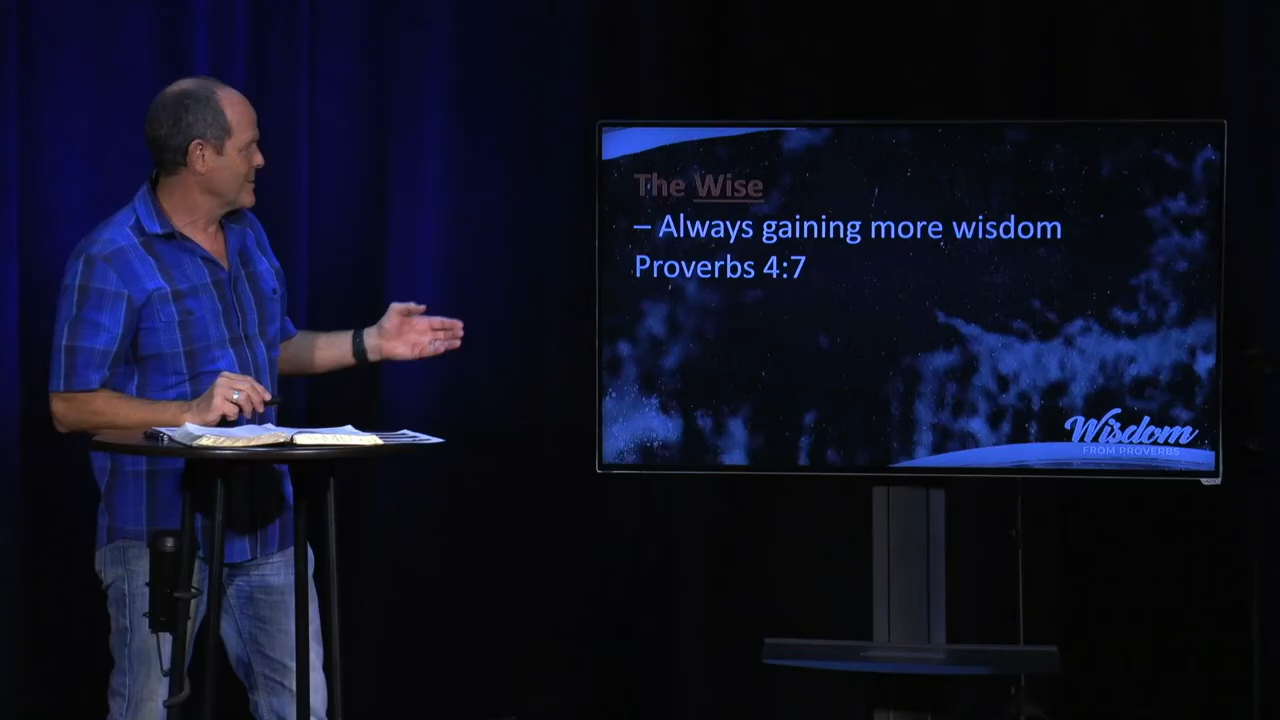 The Wise
– Always gaining more wisdom
Proverbs 4:7
Wisdom
FROM PROVERBS